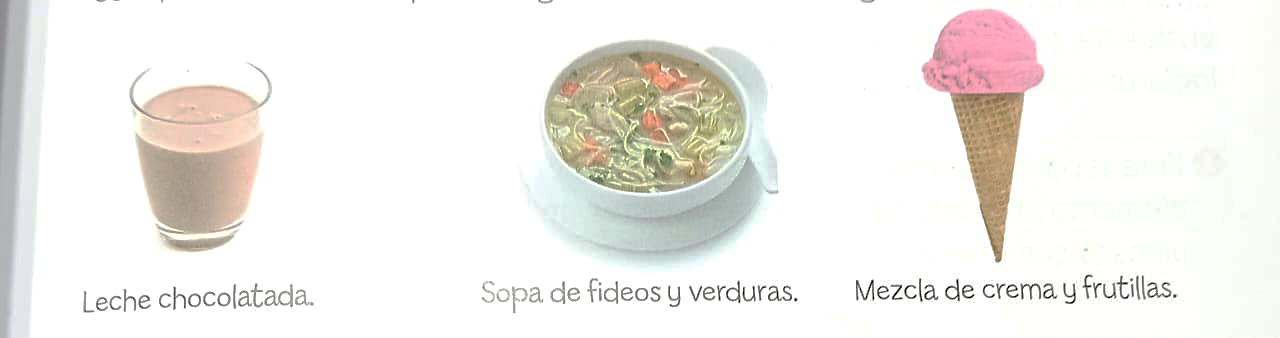 Leche chocolatada.
Sopa de fideos y verduras.
Mezcla de crema y frutillas.